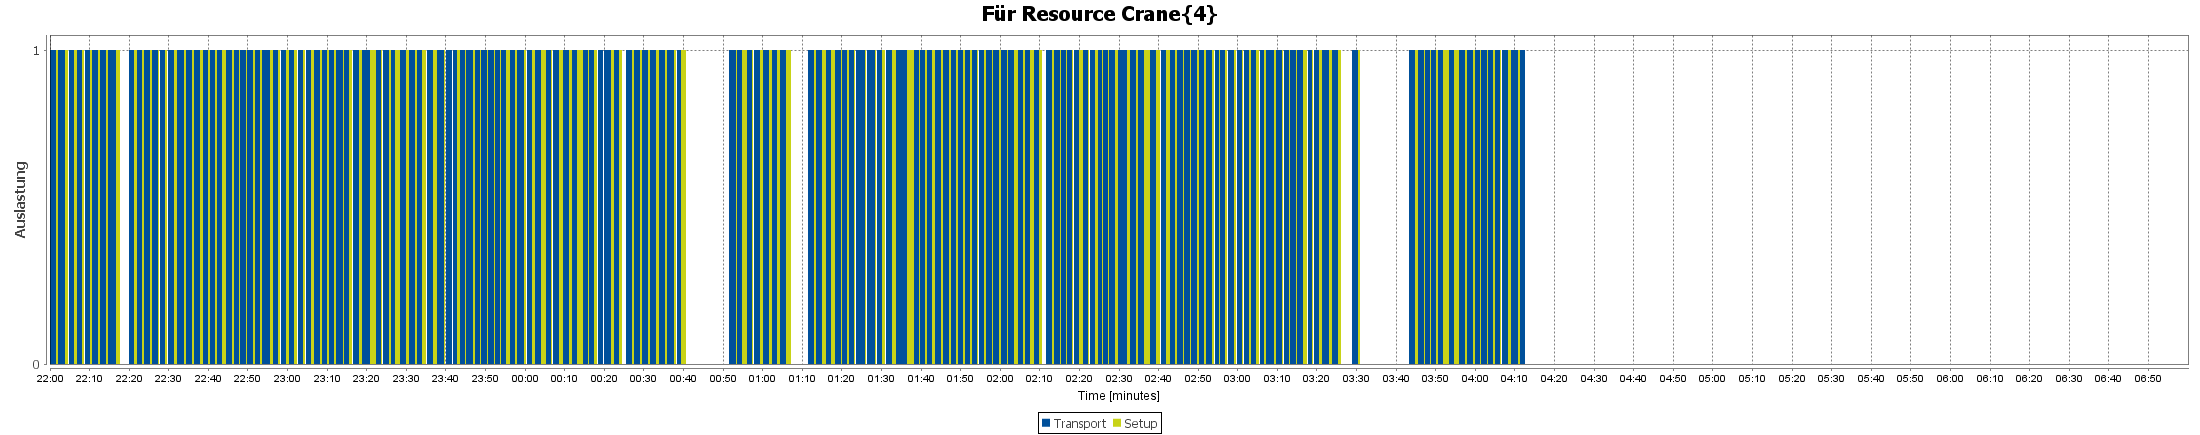 Für Resource Crane{4}
Auslastung
1
0
22:00 22:10 22:20 22:30 22:40 22:50 23:00 23:10 23:20 23:30 23:40 23:50 00:00 00:10 00:20 00:30 00:40 00:50 01:00 01:10 01:20 01:30 01:40 01:50 02:00 02:10 02:20 02:30 02:40 02:50 03:00 03:10 03:20 03:30 03:40 03:50 04:00 04:10 04:20 04:30 04:40 04:50 05:00 05:10 05:20 05:30 05:40 05:50 06:00 06:10 06:20 06:30 06:40 06:50
Time [minutes]
Transport Setup